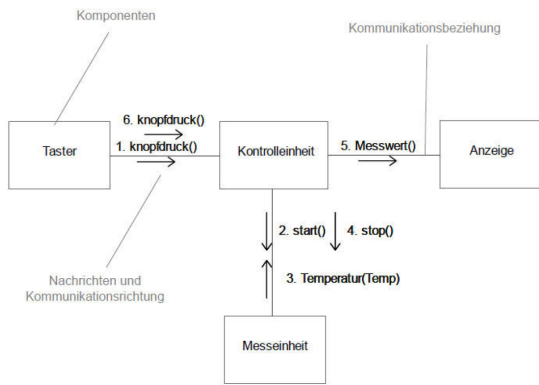 Komponenten
Kommunikationsbeziehung
6. knopfdruck()
1. knopfdruck()
Taster
Kontrolleinheit
5. Messwert()
Anzeige
2. start()
4. stop()
3. Temperatur(Temp)
Nachrichten und
Kommunikationsrichtung
Messeinheit